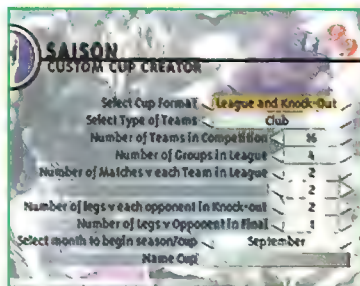 SAISON
CUSTOM CUP CREATOR
Select Cup Format League and Knock-Out
Select Type of Teams Club
Number of Teams in Competition 16
Number of Groups in League 4
Number of Matches v each Team in League 2
2
Number of legs v each opponent in Knock-out 2
Number of Legs v Opponent in Final 1
Select month to begin season/cup September
Name Cup